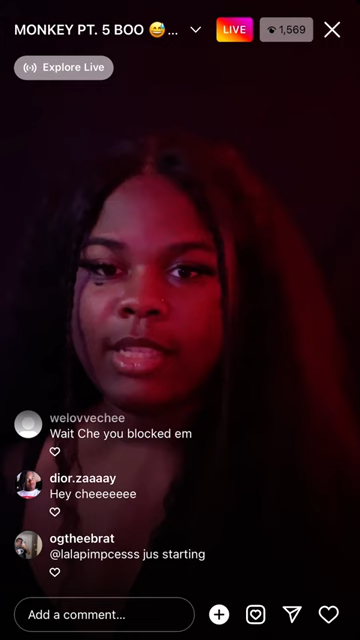 MONKEY PT. 5 BOO 😅...
LIVE
1,569
Explore Live
welovvechee
Wait Che you blocked em
dior.zaaaay
Hey cheeeeeee
ogtheebrat
@lalapimpcesss jus starting
Add a comment...